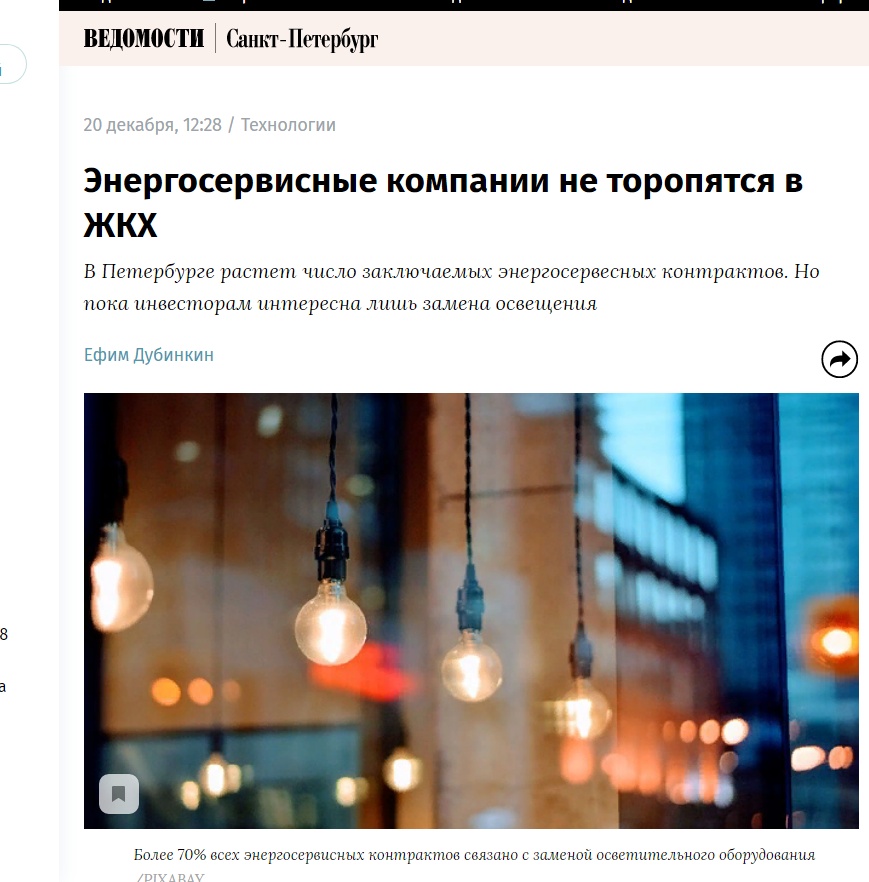 ВЕДОМОСТИ Санкт-Петербург
20 декабря, 12:28 / Технологии
Энергосервисные компании не торопятся в
ЖКХ
В Петербурге растет число заключаемых энергосервесных контрактов. Но
пока инвесторам интересна лишь замена освещения
Ефим Дубинкин
8
а
Более 70% всех энергосервисных контрактов связано с заменой осветительного оборудования
/PIXABAY